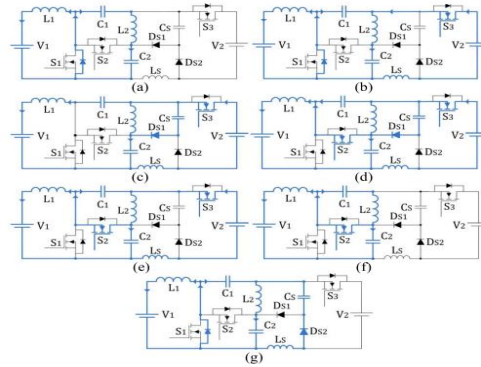 L1 C1 L2 CS S3 V1 S1 S2 DS1 C2 DS2 LS V2
(a)
L1 C1 L2 CS S3 V1 S1 S2 DS1 C2 DS2 LS V2
(b)
L1 C1 L2 CS S3 V1 S1 S2 DS1 C2 DS2 LS V2
(c)
L1 C1 L2 CS S3 V1 S1 S2 DS1 C2 DS2 LS V2
(d)
L1 C1 L2 CS S3 V1 S1 S2 DS1 C2 DS2 LS V2
(e)
L1 C1 L2 CS S3 V1 S1 S2 DS1 C2 DS2 LS V2
(f)
L1 C1 L2 CS S3 V1 S1 S2 DS1 C2 DS2 LS V2
(g)